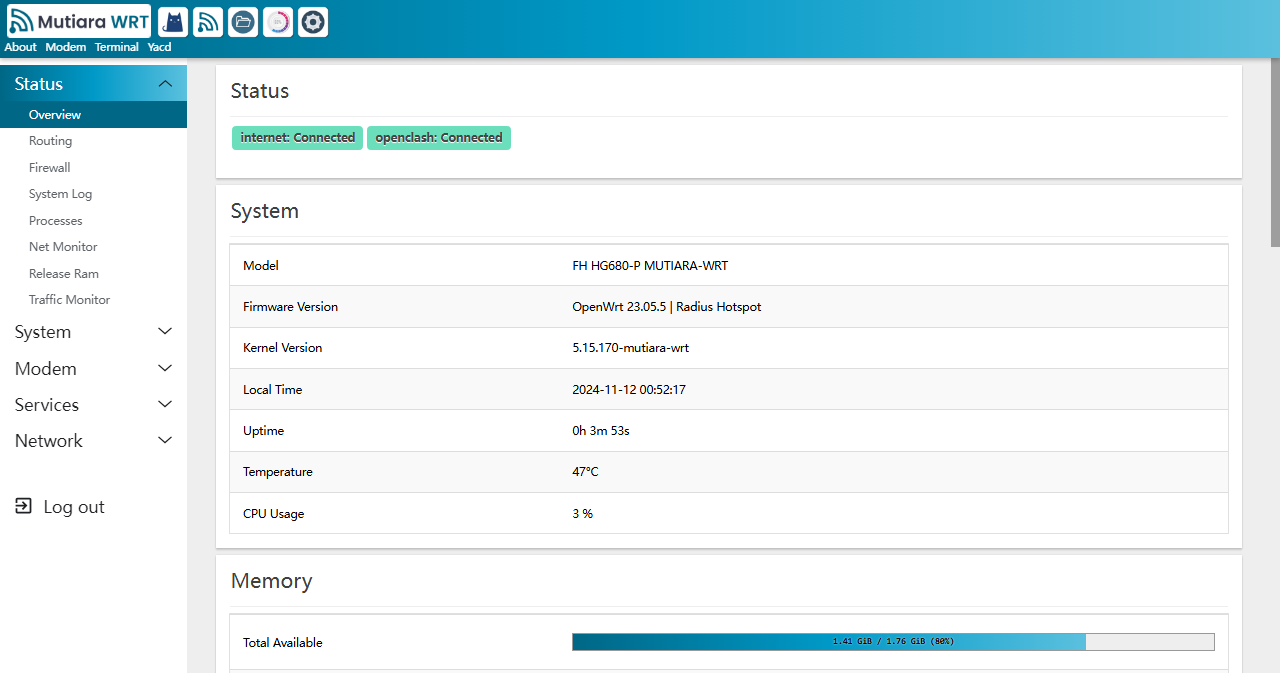 Mutiara WRT
About Modem Terminal Yacd
Status
Overview
Routing
Firewall
System Log
Processes
Net Monitor
Release Ram
Traffic Monitor
System
Modem
Services
Network
Log out
Status
internet: Connected openclash: Connected
System
Model FH HG680-P MUTIARA-WRT
Firmware Version OpenWrt 23.05.5 | Radius Hotspot
Kernel Version 5.15.170-mutiara-wrt
Local Time 2024-11-12 00:52:17
Uptime 0h 3m 53s
Temperature 47°C
CPU Usage 3 %
Memory
Total Available 1.41 GiB / 1.76 GiB (80%)